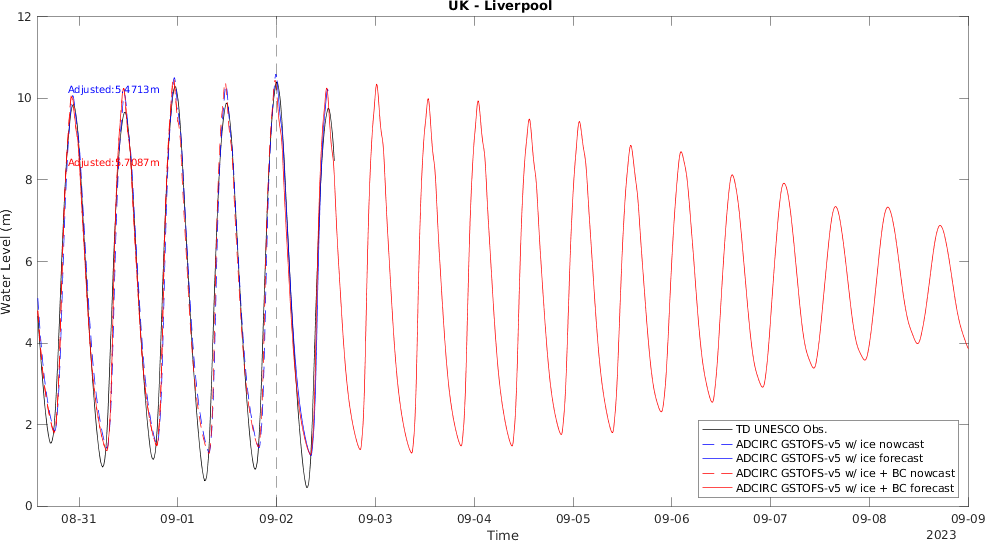 UK - Liverpool
12
10
8
6
4
2
0
Water Level (m)
Adjusted:5.4713m
Adjusted:5.7087m
TD UNESCO Obs.
ADCIRC GSTOFS-v5 w/ ice nowcast
ADCIRC GSTOFS-v5 w/ ice forecast
ADCIRC GSTOFS-v5 w/ ice + BC nowcast
ADCIRC GSTOFS-v5 w/ ice + BC forecast
08-31 09-01 09-02 09-03 09-04 09-05 09-06 09-07 09-08 09-09
Time
2023